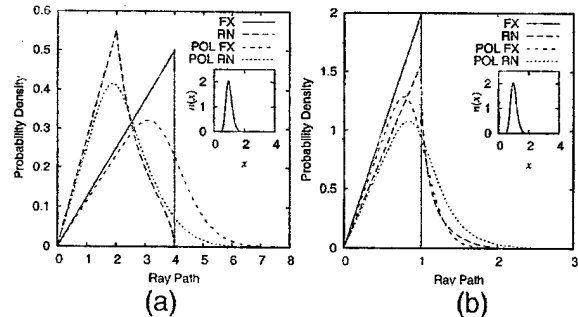 0.6
0.5
0.4
0.3
0.2
0.1
0
Probability Density
FX
RN
POL FX
POL RN
2
1
0
n(x)
0 2 4
x
0 1 2 3 4 5 6 7 8
Ray Path
(a)
2
1.5
1
0.5
0
Probability Density
FX
RN
POL FX
POL RN
2
1
0
n(x)
0 2 4
x
0 1 2 3
Ray Path
(b)